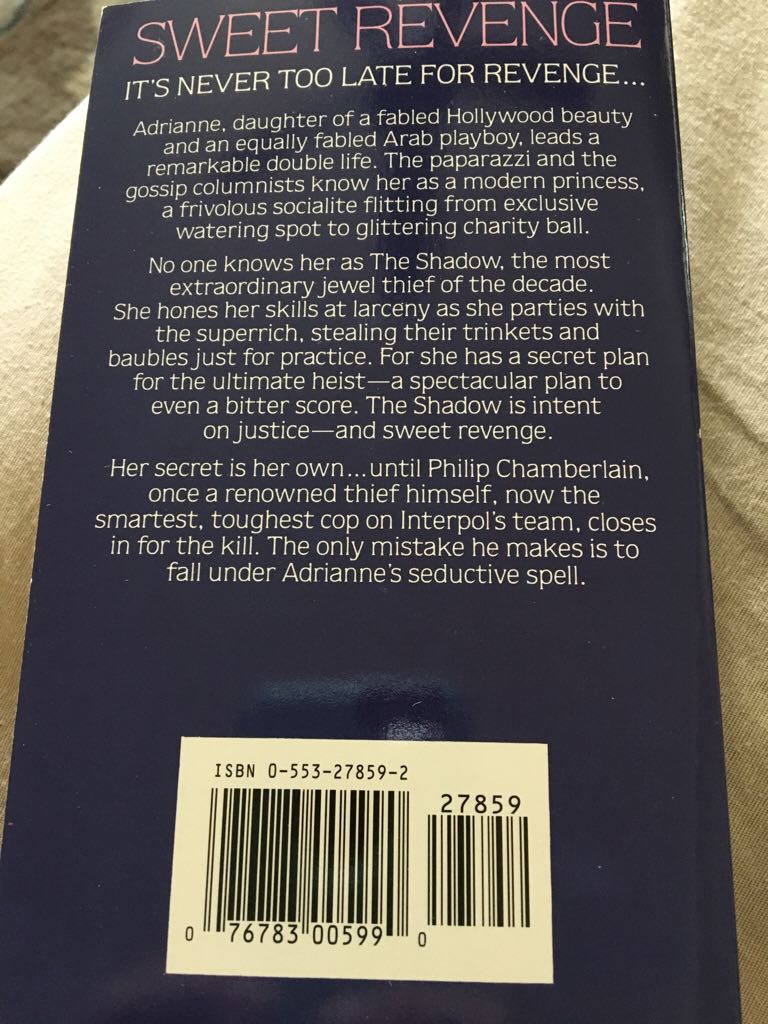 SWEET REVENGE
IT'S NEVER TOO LATE FOR REVENGE...
Adrianne, daughter of a fabled Hollywood beauty
and an equally fabled Arab playboy, leads a
remarkable double life. The paparazzi and the
gossip columnists know her as a modern princess,
a frivolous socialite flitting from exclusive
watering spot to glittering charity ball.
No one knows her as The Shadow, the most
extraordinary jewel thief of the decade.
She hones her skills at larceny as she parties with
the superrich, stealing their trinkets and
baubles just for practice. For she has a secret plan
for the ultimate heist—a spectacular plan to
even a bitter score. The Shadow is intent
on justice—and sweet revenge.
Her secret is her own...until Philip Chamberlain,
once a renowned thief himself, now the
smartest, toughest cop on Interpol's team, closes
in for the kill. The only mistake he makes is to
fall under Adrianne's seductive spell.
ISBN 0-553-27859-2
27859
0 76783 00599 0